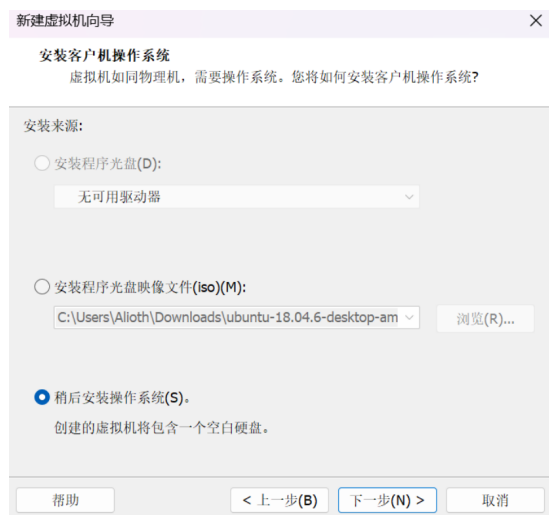 新建虚拟机向导
安装客户机操作系统
虚拟机如同物理机，需要操作系统。您将如何安装客户机操作系统?
安装来源:
安装程序光盘(D):
无可用驱动器
安装程序光盘映像文件(iso)(M):
C:\Users\Alioth\Downloads\ubuntu-18.04.6-desktop-am
浏览(R)...
稍后安装操作系统(S)。
创建的虚拟机将包含一个空白硬盘。
帮助
< 上一步(B)
下一步(N) >
取消